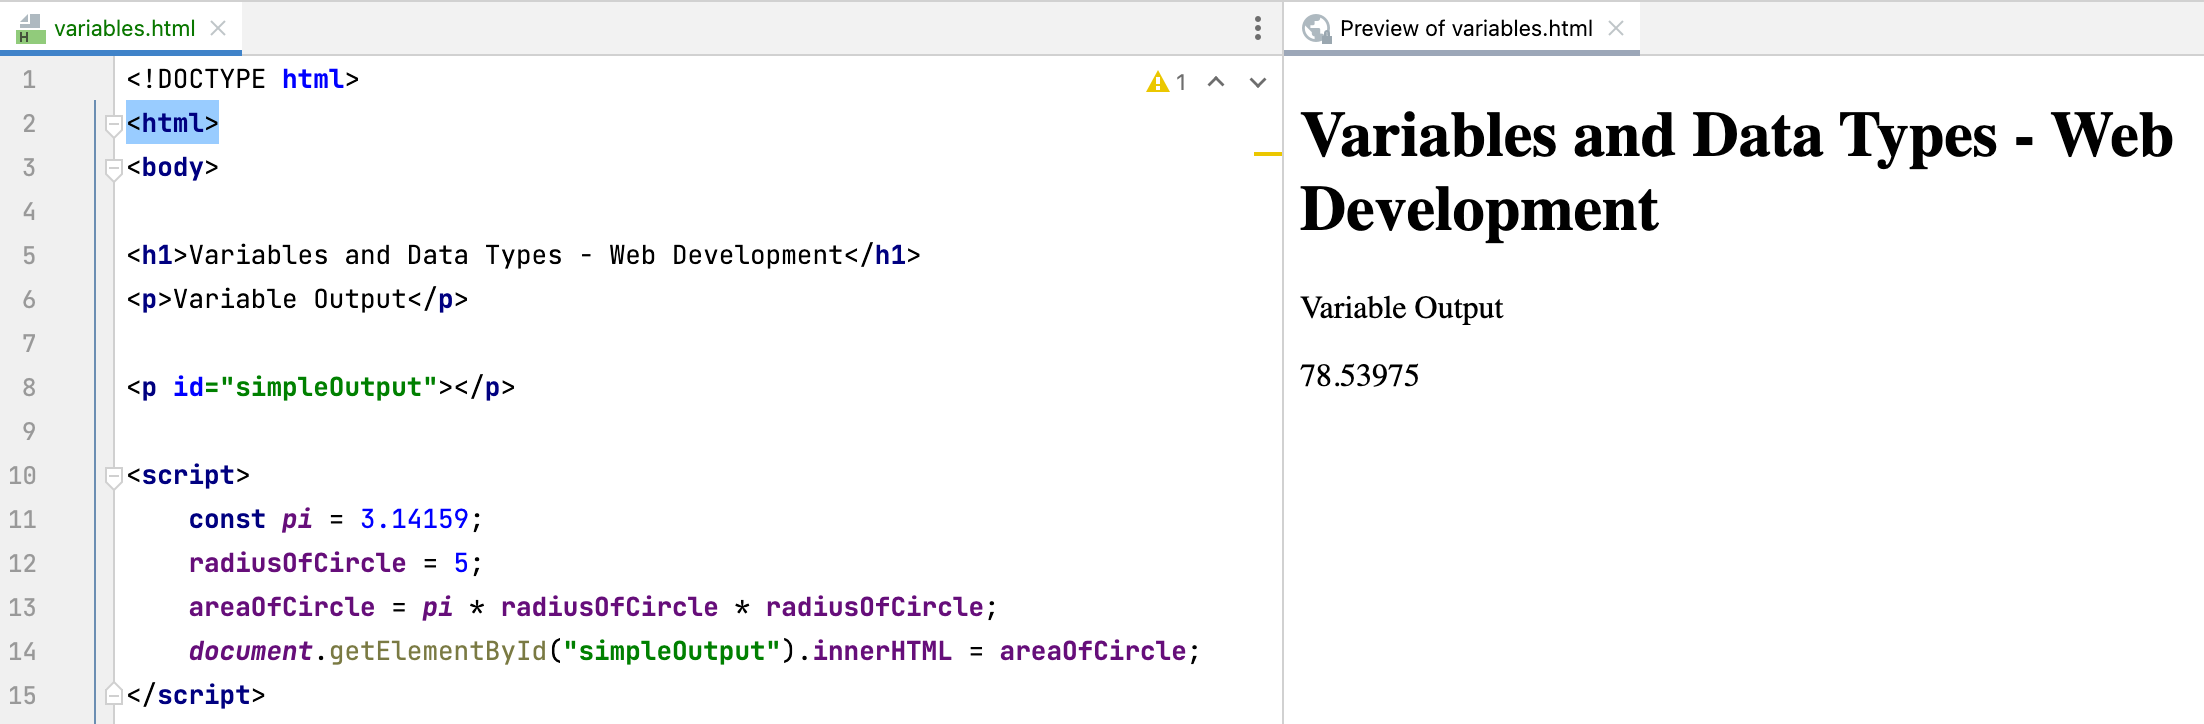 variables.html
1
1 <!DOCTYPE html>
2 <html>
3 <body>
4
5 <h1>Variables and Data Types - Web Development</h1>
6 <p>Variable Output</p>
7
8 <p id="simpleOutput"></p>
9
10 <script>
11     const pi = 3.14159;
12     radiusOfCircle = 5;
13     areaOfCircle = pi * radiusOfCircle * radiusOfCircle;
14     document.getElementById("simpleOutput").innerHTML = areaOfCircle;
15 </script>
Preview of variables.html
Variables and Data Types - Web
Development
Variable Output
78.53975